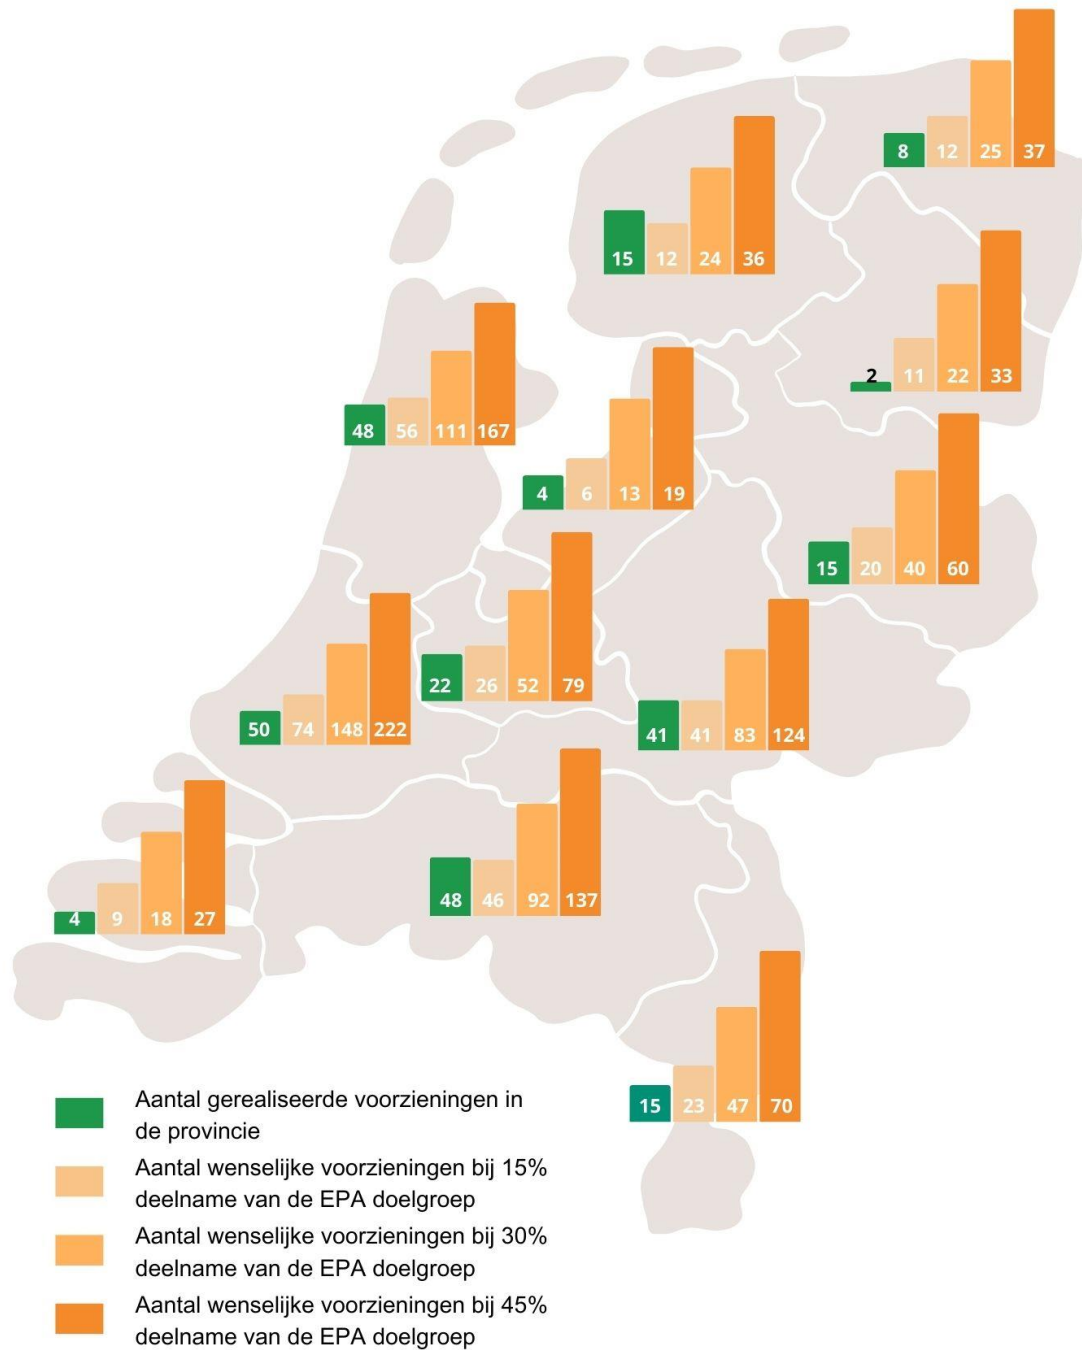 8 12 25 37
15 12 24 36
2 11 22 33
48 56 111 167
4 6 13 19
15 20 40 60
22 26 52 79
50 74 148 222
41 41 83 124
48 46 92 137
4 9 18 27
15 23 47 70
Aantal gerealiseerde voorzieningen in
de provincie
Aantal wenselijke voorzieningen bij 15%
deelname van de EPA doelgroep
Aantal wenselijke voorzieningen bij 30%
deelname van de EPA doelgroep
Aantal wenselijke voorzieningen bij 45%
deelname van de EPA doelgroep